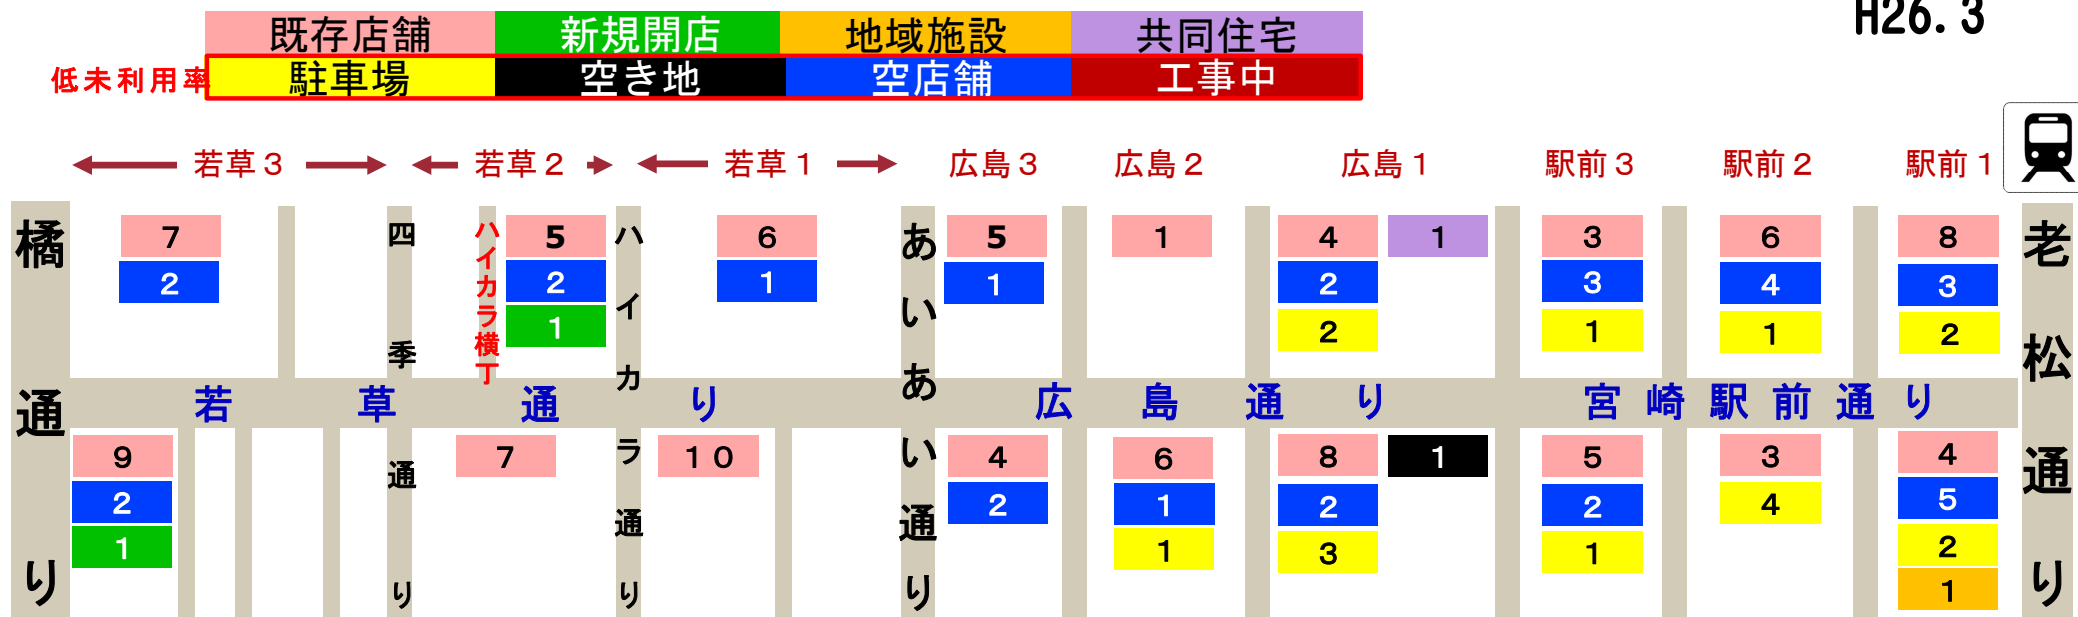 H26.3
既存店舗 新規開店 地域施設 共同住宅
低未利用率 駐車場 空き地 空店舗 工事中
若草3 若草2 若草1 広島3 広島2 広島1 駅前3 駅前2 駅前1
橘通り
四季通り
ハイカラ横丁
ハイカラ通り
あいあい通り
老松通り
7 5 6 5 1 4 1 3 6 8
2 2 1 1 2 3 4 3
1 2 1 1 2
若草通り 広島通り 宮崎駅前通り
9 7 10 4 6 8 1 5 3 4
2 2 1 2 2 4 5
1 1 3 1 2
1